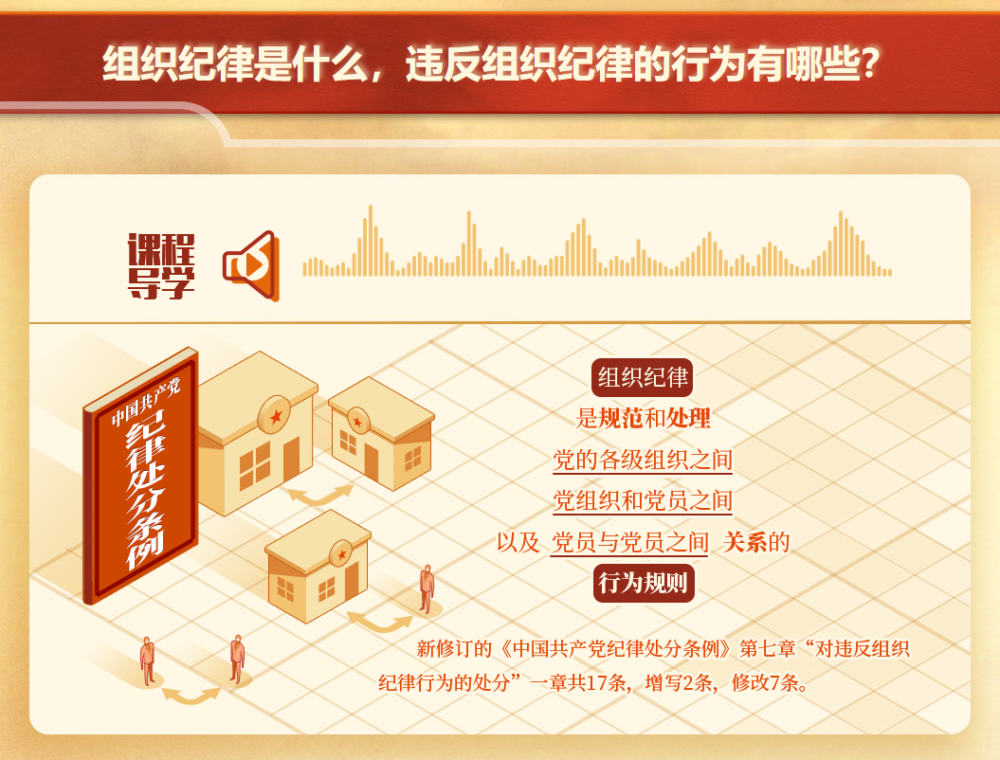 组织纪律是什么，违反组织纪律的行为有哪些？
课程
导学
中国共产党
纪律处分条例
组织纪律
是规范和处理
党的各级组织之间
党组织和党员之间
以及 党员与党员之间 关系的
行为规则
新修订的《中国共产党纪律处分条例》第七章“对违反组织
纪律行为的处分”一章共17条，增写2条，修改7条。